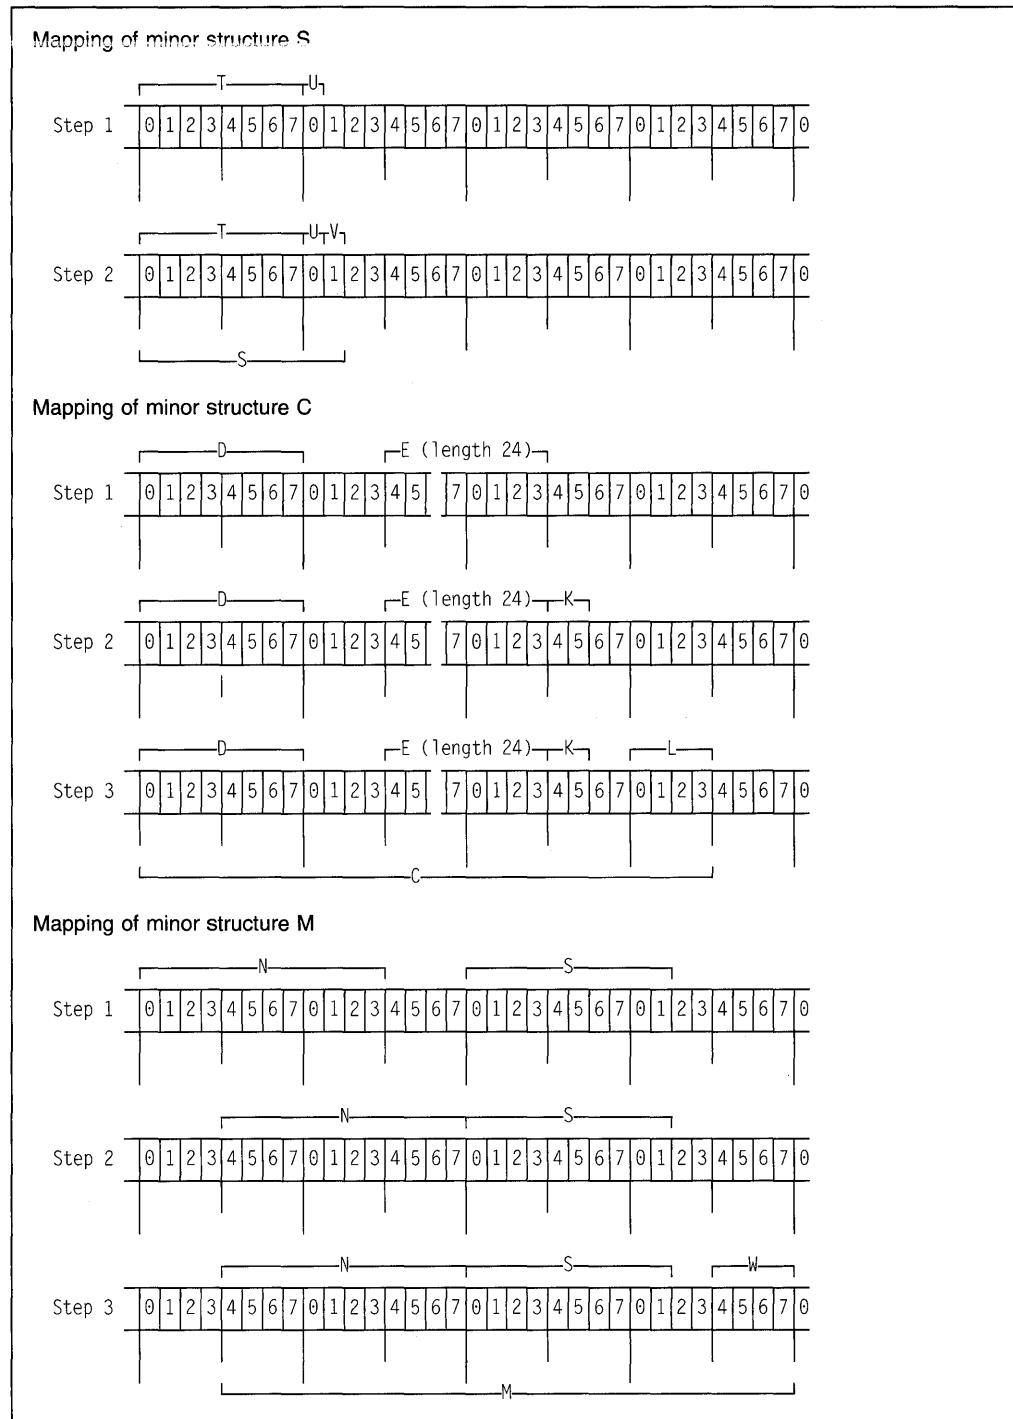 Mapping of minor structure S
T U
Step 1 0 1 2 3 4 5 6 7 0 1 2 3 4 5 6 7 0 1 2 3 4 5 6 7 0 1 2 3 4 5 6 7 0
T U V
Step 2 0 1 2 3 4 5 6 7 0 1 2 3 4 5 6 7 0 1 2 3 4 5 6 7 0 1 2 3 4 5 6 7 0
S
Mapping of minor structure C
D E (length 24)
Step 1 0 1 2 3 4 5 6 7 0 1 2 3 4 5 7 0 1 2 3 4 5 6 7 0 1 2 3 4 5 6 7 0
D E (length 24) K
Step 2 0 1 2 3 4 5 6 7 0 1 2 3 4 5 7 0 1 2 3 4 5 6 7 0 1 2 3 4 5 6 7 0
D E (length 24) K L
Step 3 0 1 2 3 4 5 6 7 0 1 2 3 4 5 7 0 1 2 3 4 5 6 7 0 1 2 3 4 5 6 7 0
C
Mapping of minor structure M
N S
Step 1 0 1 2 3 4 5 6 7 0 1 2 3 4 5 6 7 0 1 2 3 4 5 6 7 0 1 2 3 4 5 6 7 0
N S
Step 2 0 1 2 3 4 5 6 7 0 1 2 3 4 5 6 7 0 1 2 3 4 5 6 7 0 1 2 3 4 5 6 7 0
N S W
Step 3 0 1 2 3 4 5 6 7 0 1 2 3 4 5 6 7 0 1 2 3 4 5 6 7 0 1 2 3 4 5 6 7 0
M